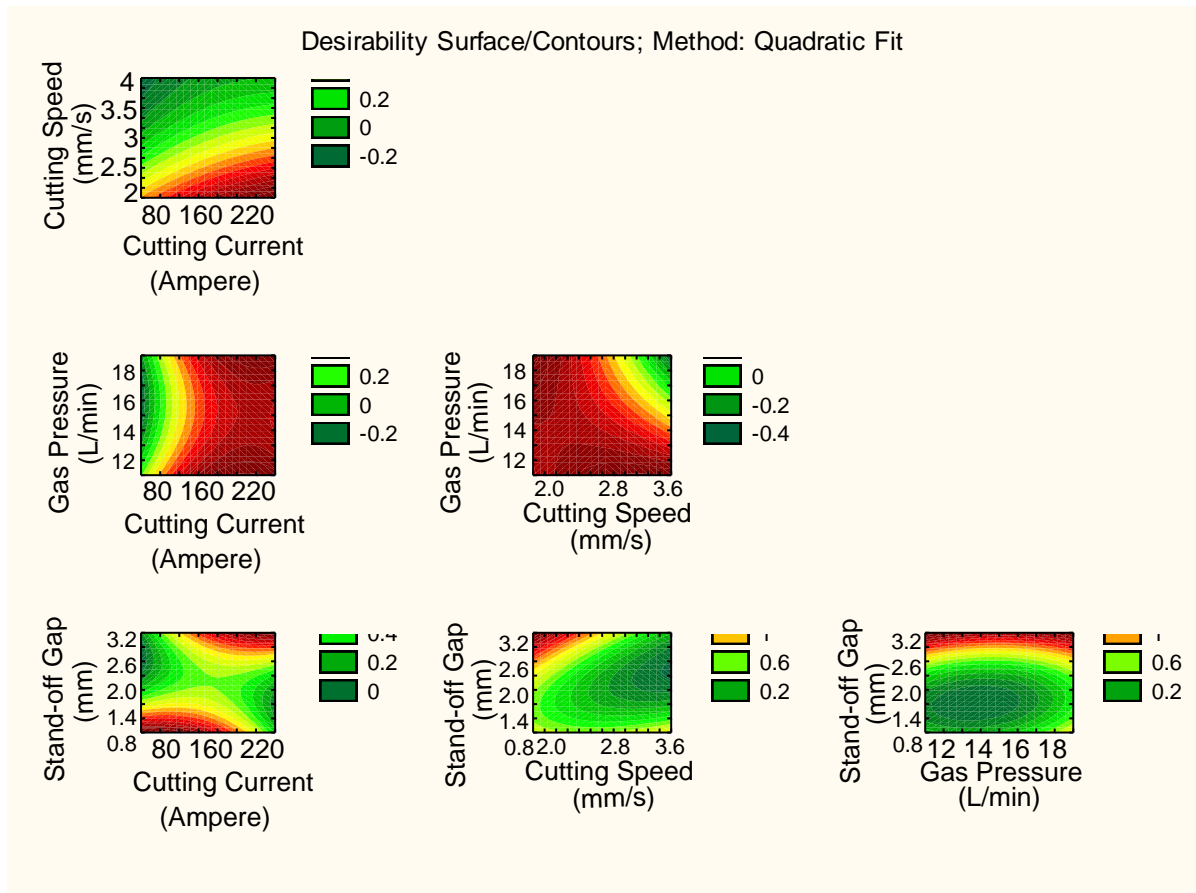 Desirability Surface/Contours; Method: Quadratic Fit
Cutting Speed
(mm/s)
4
3.5
3
2.5
2
80 160 220
Cutting Current
(Ampere)
0.2
0
-0.2
Gas Pressure
(L/min)
18
16
14
12
80 160 220
Cutting Current
(Ampere)
0.2
0
-0.2
Gas Pressure
(L/min)
18
16
14
12
2.0 2.8 3.6
Cutting Speed
(mm/s)
0
-0.2
-0.4
Stand-off Gap
(mm)
3.2
2.6
2.0
1.4
0.8
80 160 220
Cutting Current
(Ampere)
0.4
0.2
0
Stand-off Gap
(mm)
3.2
2.6
2.0
1.4
0.8 2.0 2.8 3.6
Cutting Speed
(mm/s)
0.6
0.2
Stand-off Gap
(mm)
3.2
2.6
2.0
1.4
0.8 12 14 16 18
Gas Pressure
(L/min)
0.6
0.2